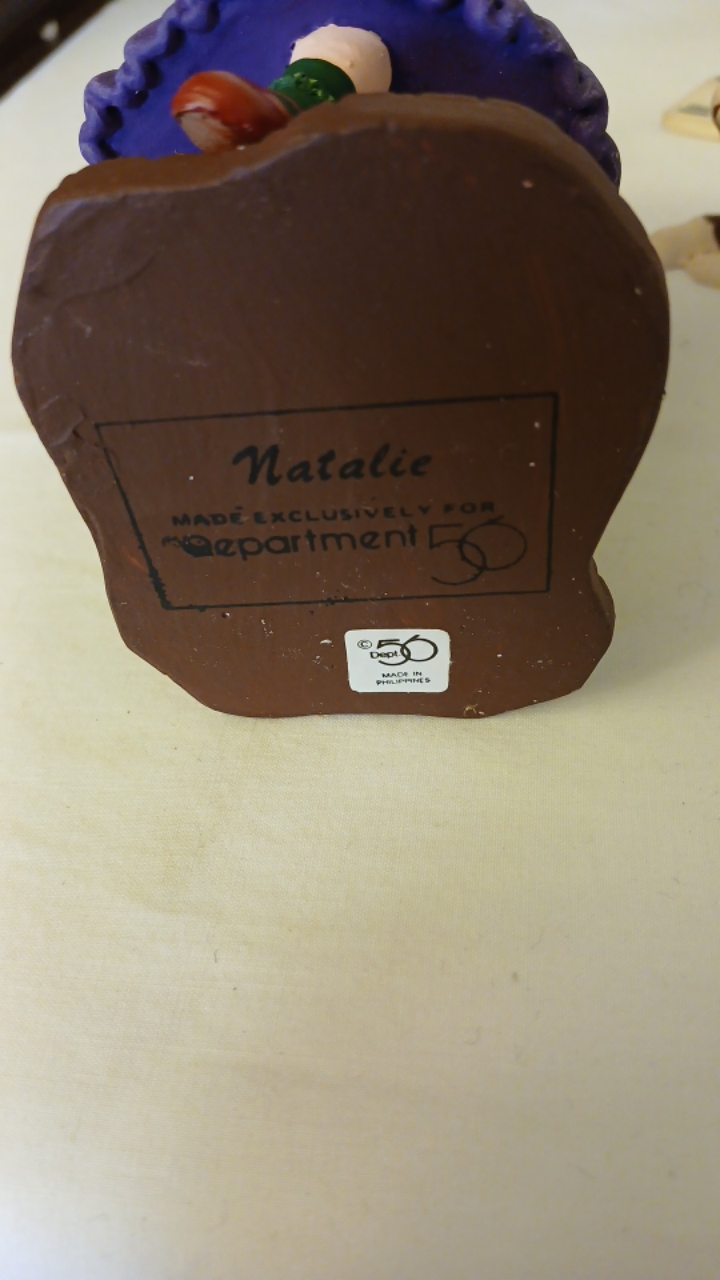 Natalie
MADE EXCLUSIVELY FOR
Department 56
© Dept. 56
MADE IN
PHILIPPINES